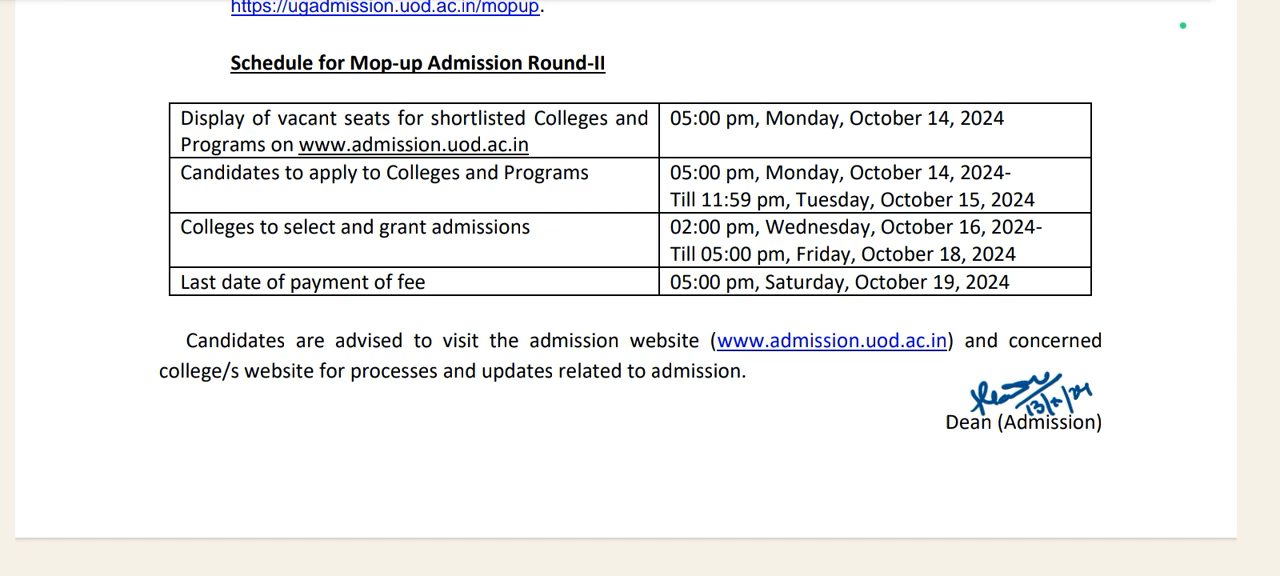 https://ugadmission.uod.ac.in/mopup.
Schedule for Mop-up Admission Round-II
Display of vacant seats for shortlisted Colleges and
Programs on www.admission.uod.ac.in
05:00 pm, Monday, October 14, 2024
Candidates to apply to Colleges and Programs
05:00 pm, Monday, October 14, 2024-
Till 11:59 pm, Tuesday, October 15, 2024
Colleges to select and grant admissions
02:00 pm, Wednesday, October 16, 2024-
Till 05:00 pm, Friday, October 18, 2024
Last date of payment of fee
05:00 pm, Saturday, October 19, 2024
Candidates are advised to visit the admission website (www.admission.uod.ac.in) and concerned
college/s website for processes and updates related to admission.
13/x/24
Dean (Admission)